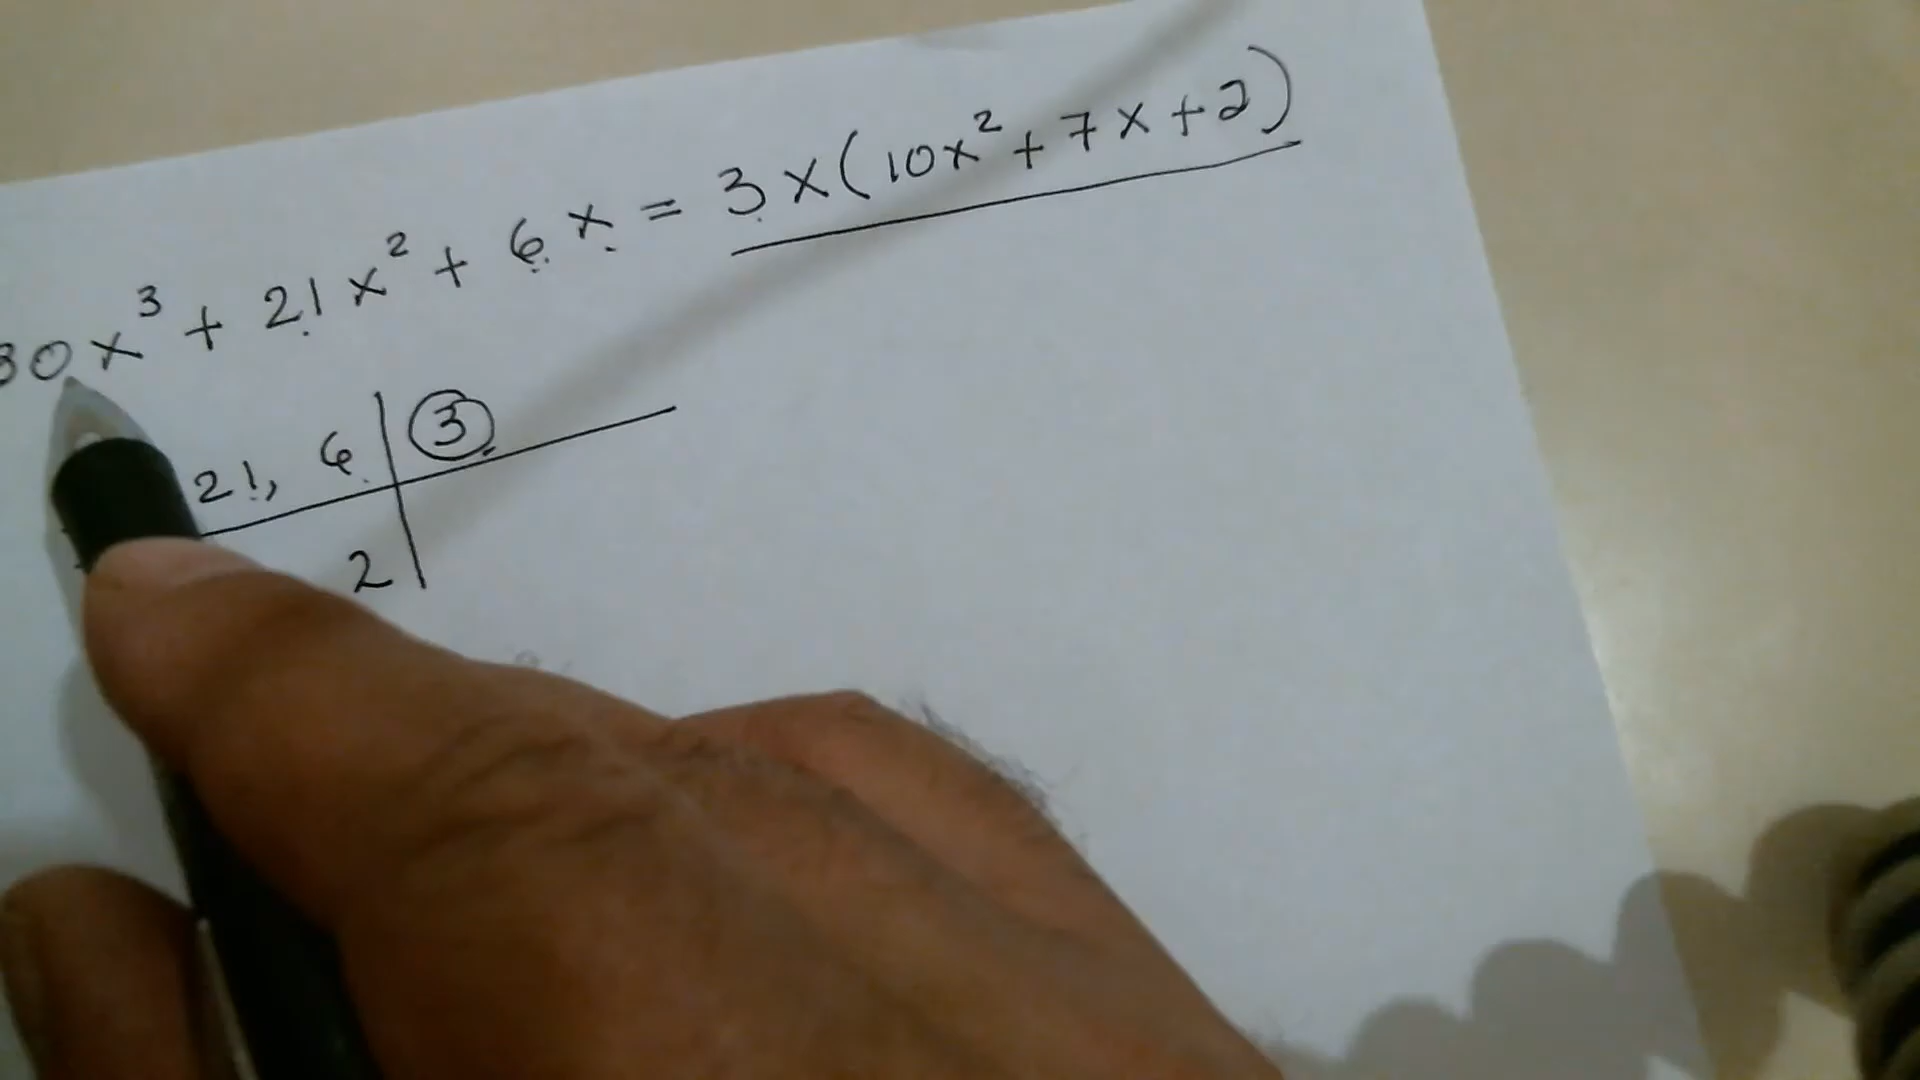 30x³ + 21x² + 6x = 3x(10x² + 7x + 2)
21, 6 | 3
2